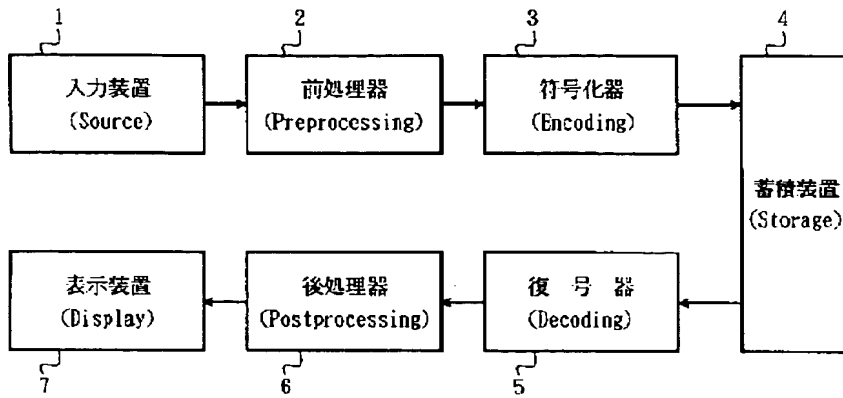 1
入力装置
(Source)
2
前処理器
(Preprocessing)
3
符号化器
(Encoding)
4
蓄積装置
(Storage)
表示装置
(Display)
7
後処理器
(Postprocessing)
6
復号器
(Decoding)
5